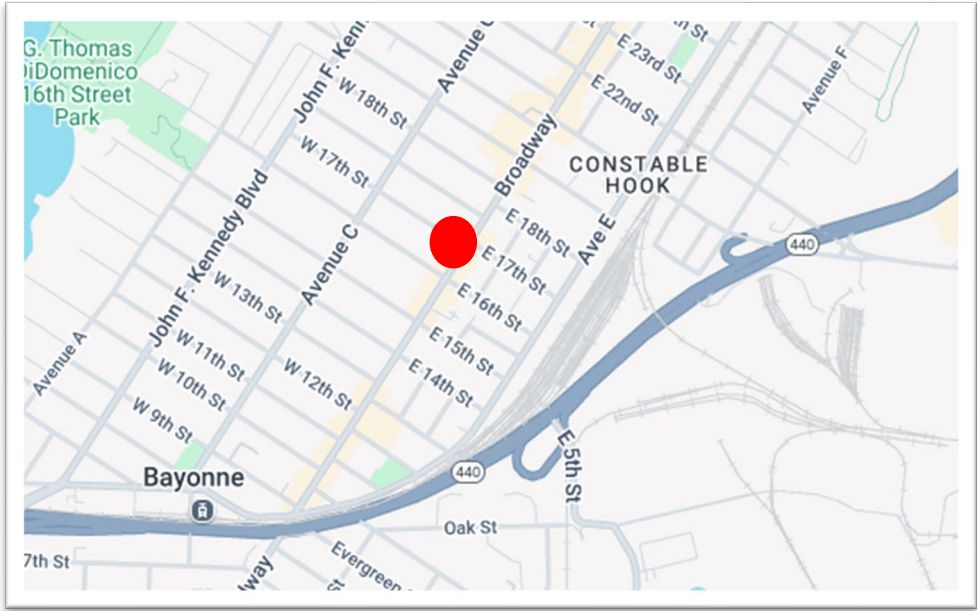 G. Thomas
DiDomenico
16th Street
Park
John F. Kenn
Avenue C
E 23rd St
E 22nd St
Avenue F
W 18th St
W 17th St
Broadway
CONSTABLE
HOOK
E 18th St
Ave E
E 17th St
440
John F. Kennedy Blvd
Avenue C
W 13th St
E 16th St
E 15th St
E 14th St
Avenue A
W 11th St
W 10th St
W 12th St
W 9th St
Bayonne
440
E 5th St
Oak St
7th St
Evergreen